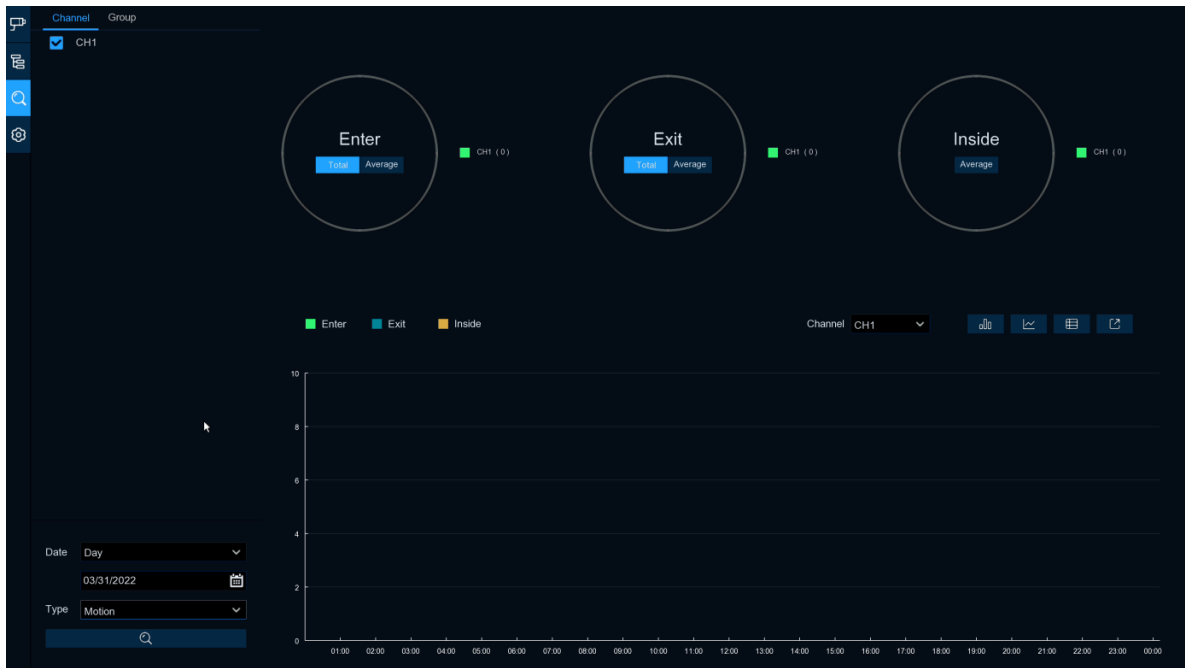 Channel Group
CH1
Enter
Total Average
CH1 ( 0 )
Exit
Total Average
CH1 ( 0 )
Inside
Average
CH1 ( 0 )
Enter Exit Inside
Channel CH1
10
8
6
4
2
0
01:00 02:00 03:00 04:00 05:00 06:00 07:00 08:00 09:00 10:00 11:00 12:00 13:00 14:00 15:00 16:00 17:00 18:00 19:00 20:00 21:00 22:00 23:00 00:00
Date Day
03/31/2022
Type Motion